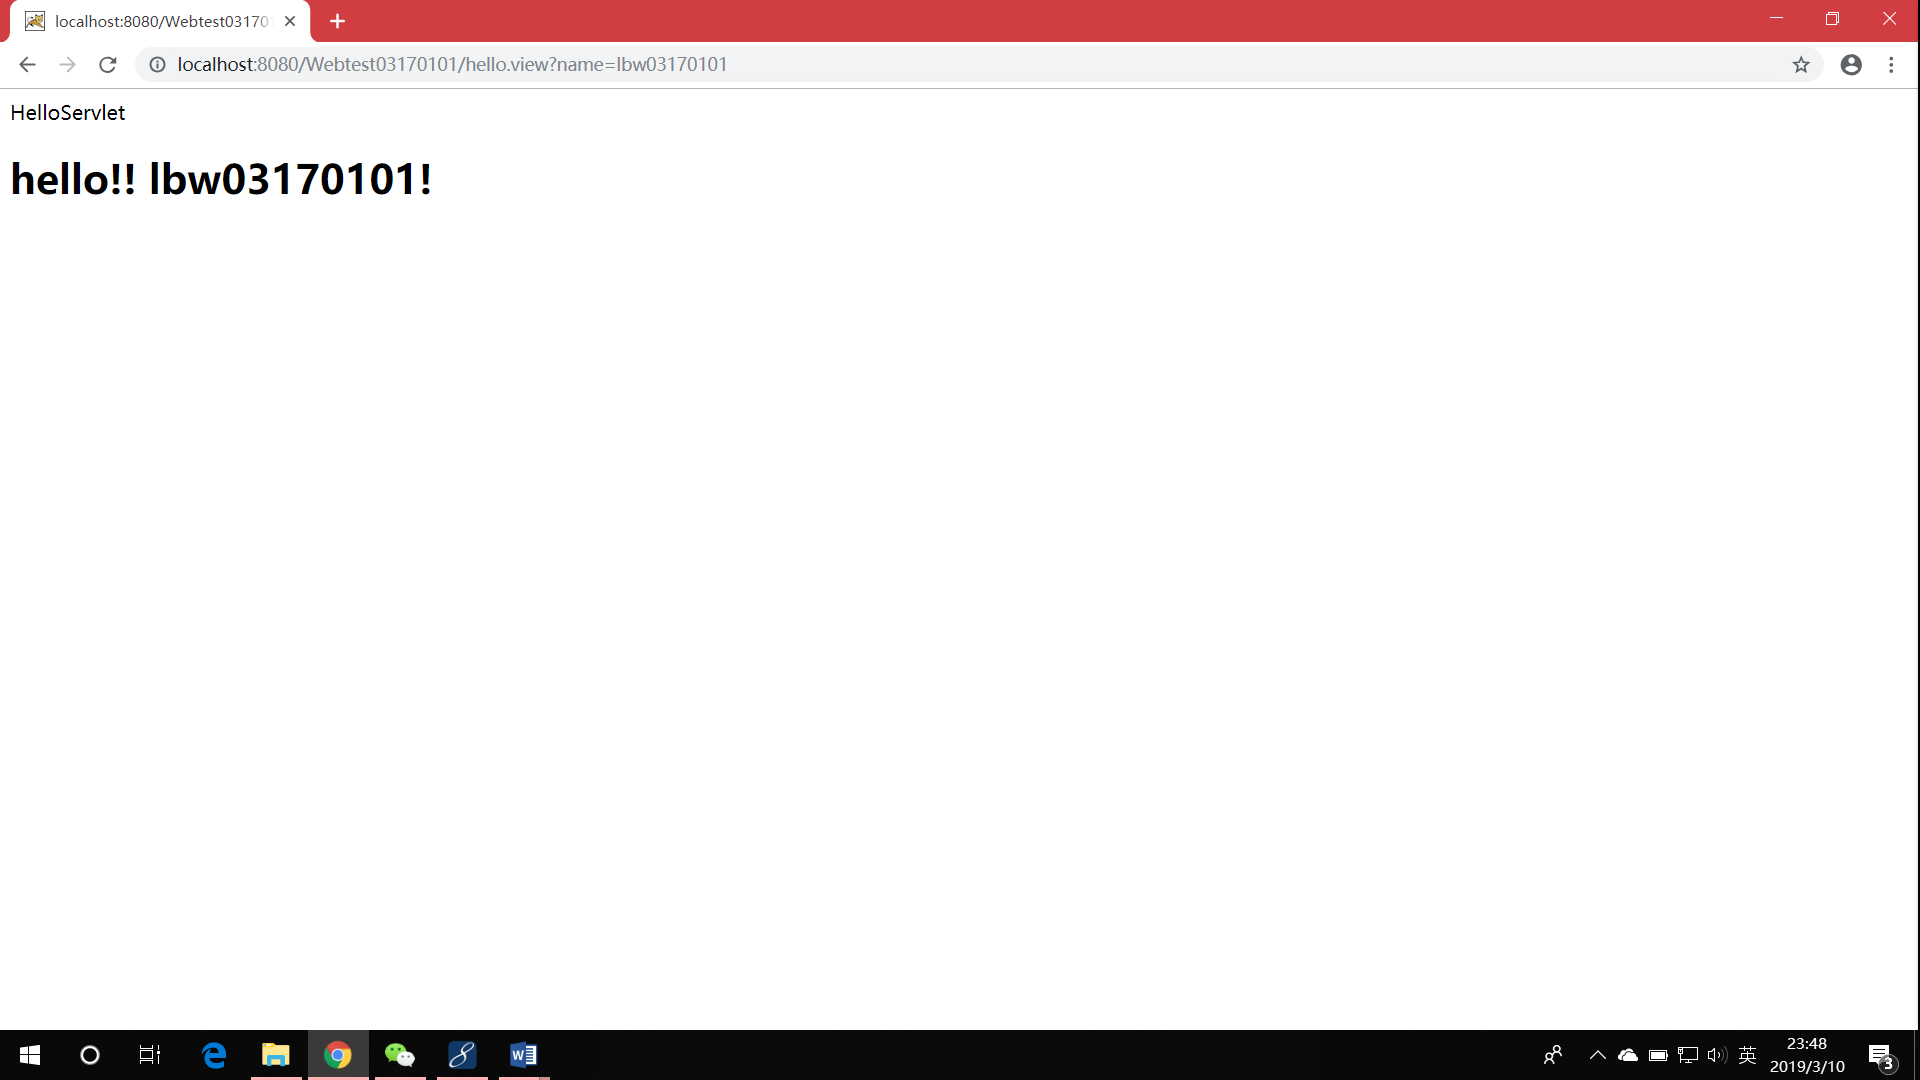 localhost:8080/Webtest03170
localhost:8080/Webtest03170101/hello.view?name=lbw03170101
HelloServlet
hello!! lbw03170101!
英
23:48
2019/3/10
3